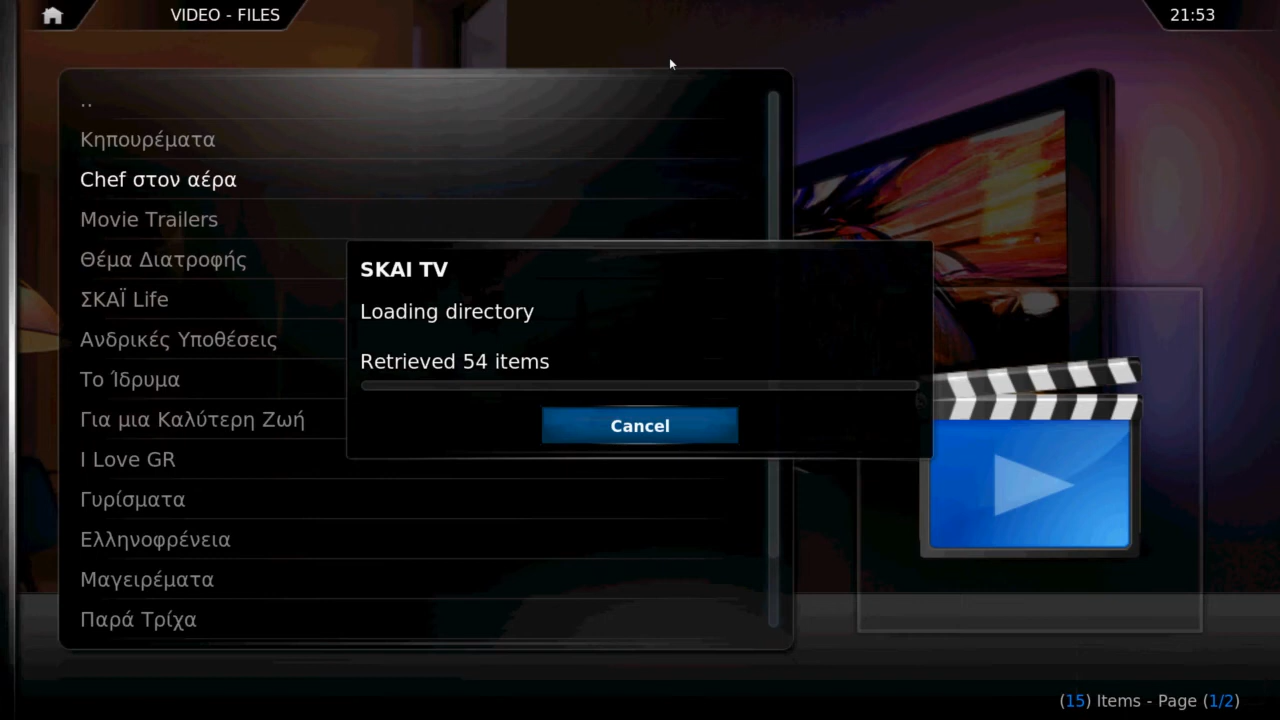 VIDEO - FILES
21:53
..
Κηπουρέματα
Chef στον αέρα
Movie Trailers
Θέμα Διατροφής
ΣΚΑΪ Life
Ανδρικές Υποθέσεις
Το Ίδρυμα
Για μια Καλύτερη Ζωή
I Love GR
Γυρίσματα
Ελληνοφρένεια
Μαγειρέματα
Παρά Τρίχα
SKAI TV
Loading directory
Retrieved 54 items
Cancel
(15) Items - Page (1/2)